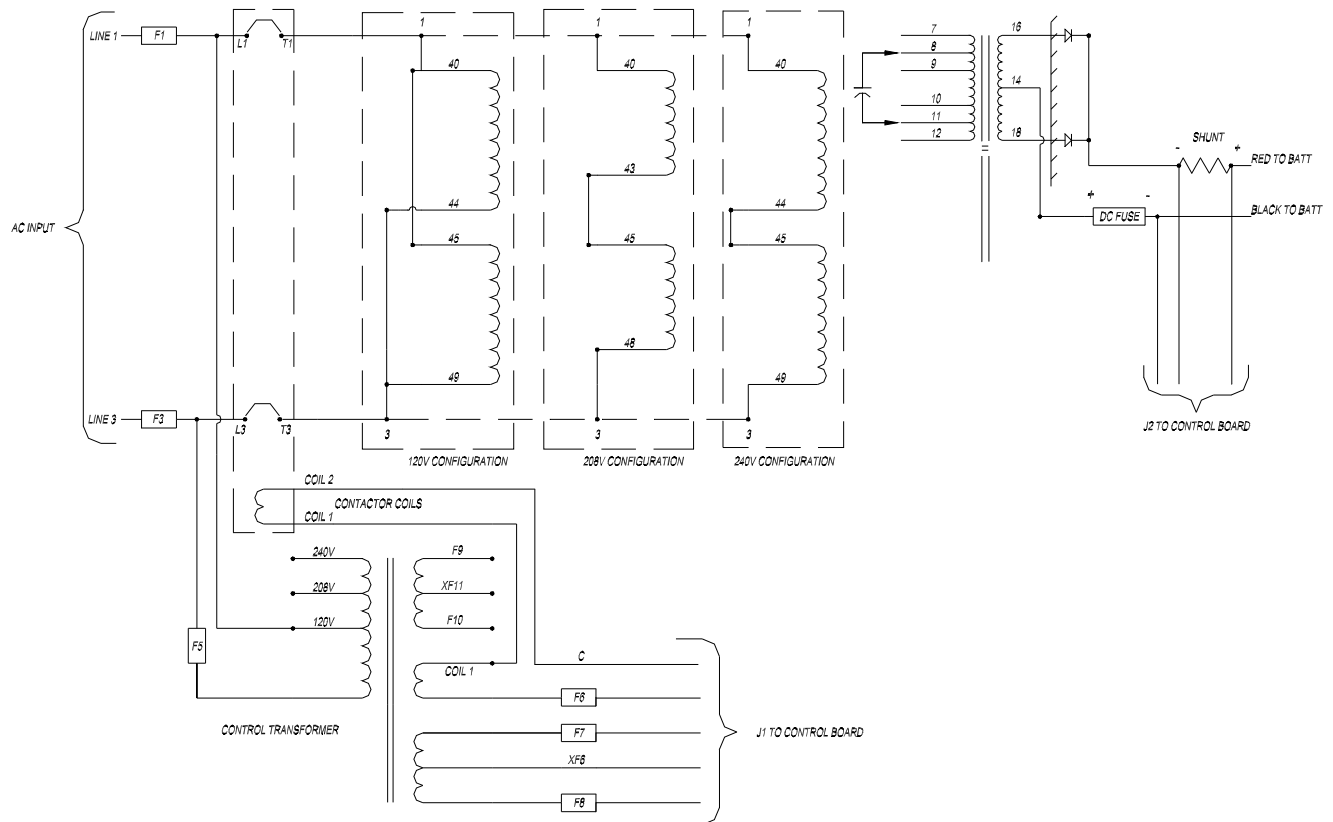 1
1
1
7
16
LINE 1
F1
L1
T1
8
40
40
40
9
14
10
11
12
18
SHUNT
-
+
RED TO BATT
43
44
44
+
-
DC FUSE
BLACK TO BATT
AC INPUT
45
45
45
48
49
49
LINE 3
F3
L3
T3
3
3
3
J2 TO CONTROL BOARD
120V CONFIGURATION
208V CONFIGURATION
240V CONFIGURATION
COIL 2
CONTACTOR COILS
COIL 1
240V
F9
208V
XF11
120V
F10
F5
COIL 1
C
F6
CONTROL TRANSFORMER
F7
J1 TO CONTROL BOARD
XF6
F8